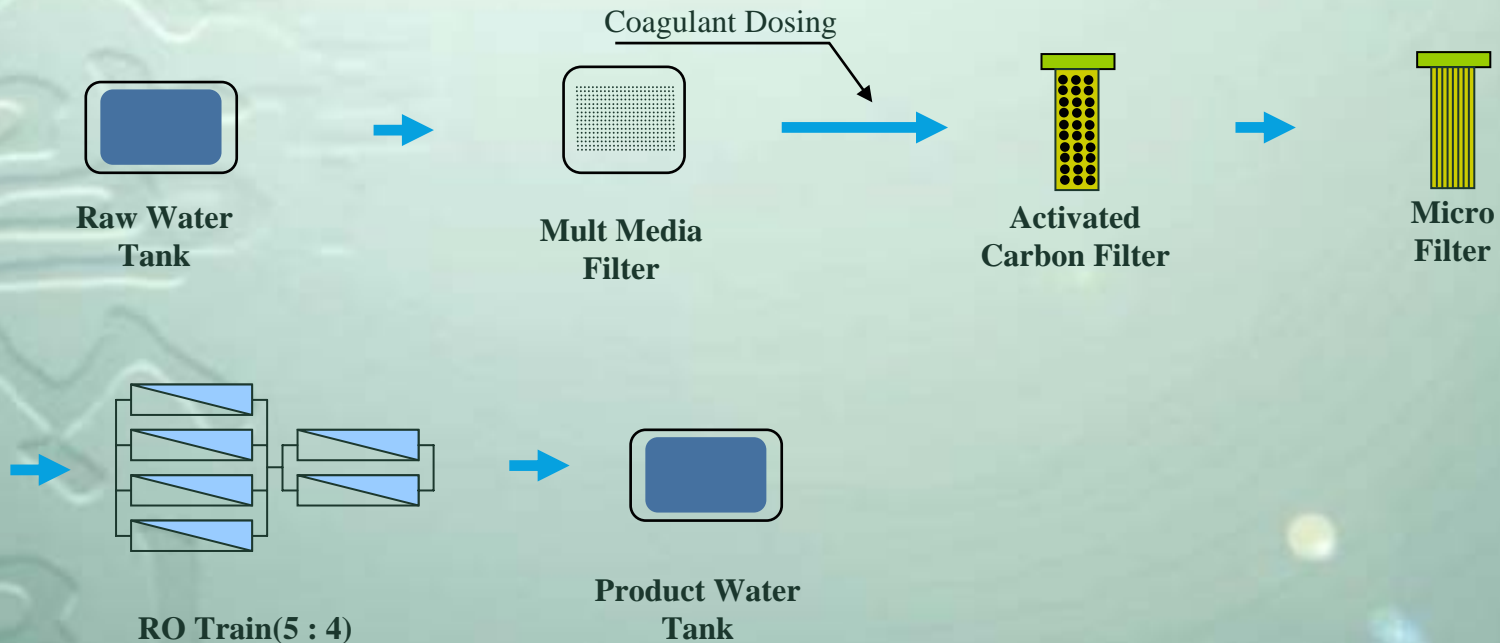 Coagulant Dosing
Raw Water
Tank
Mult Media
Filter
Activated
Carbon Filter
Micro
Filter
RO Train(5 : 4)
Product Water
Tank